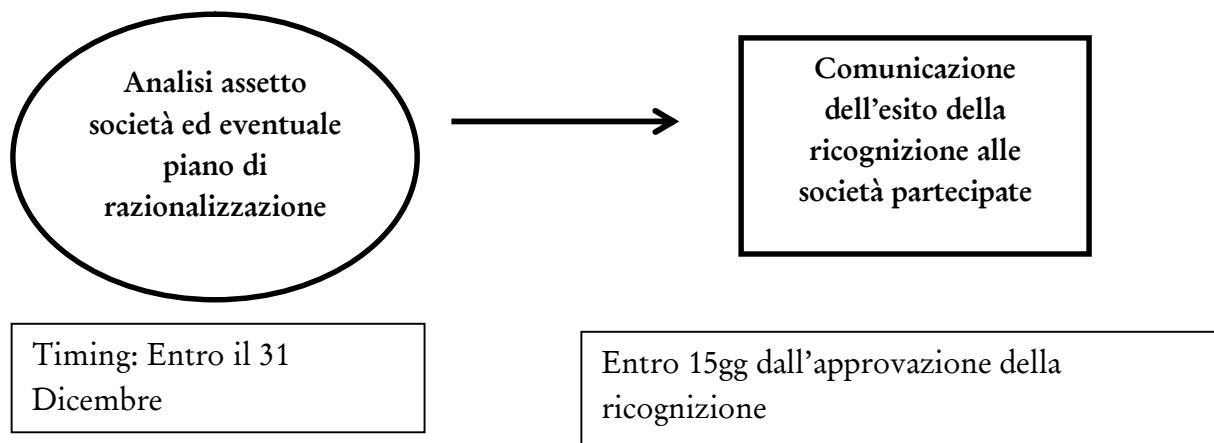 Analisi assetto
società ed eventuale
piano di
razionalizzazione
Comunicazione
dell’esito della
ricognizione alle
società partecipate
Timing: Entro il 31
Dicembre
Entro 15gg dall’approvazione della
ricognizione